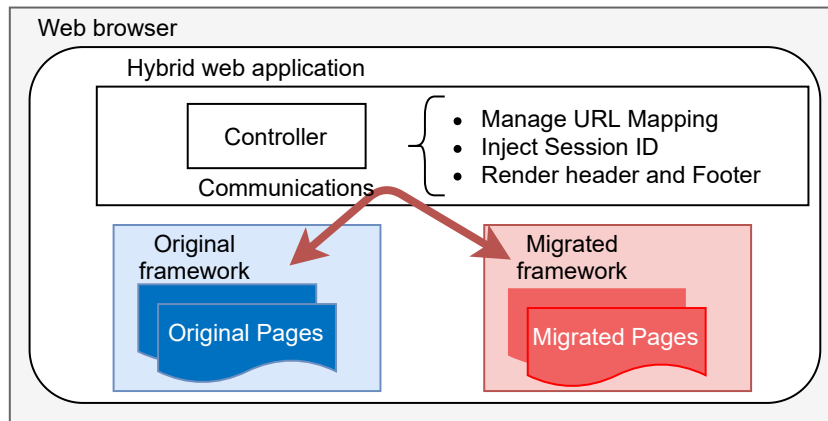 Web browser
Hybrid web application
Controller
• Manage URL Mapping
• Inject Session ID
• Render header and Footer
Communications
Original
framework
Original Pages
Migrated
framework
Migrated Pages